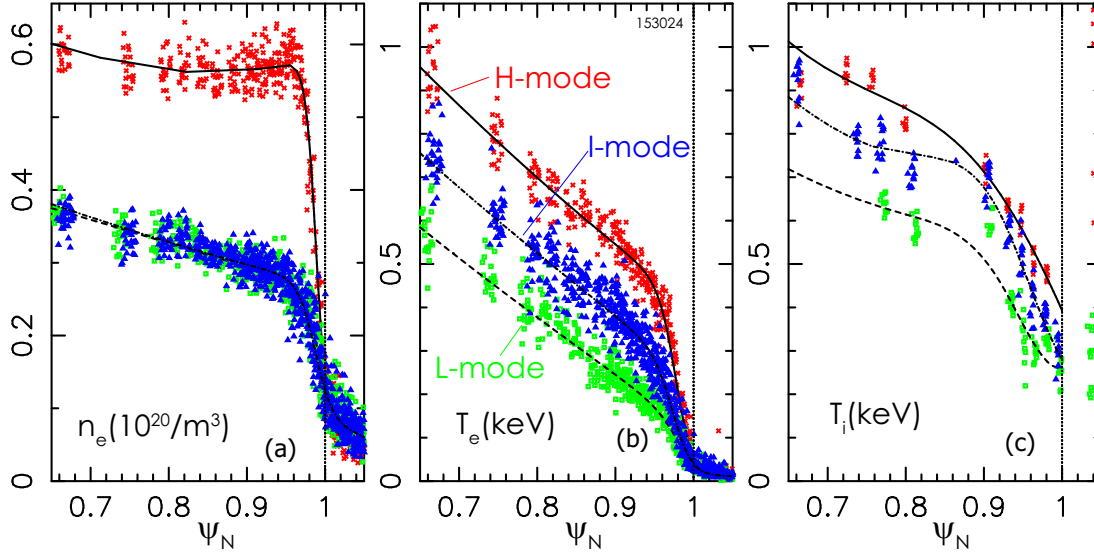 0.6
0.4
0.2
0
n_e(10^20/m^3)
(a)
0.7 0.8 0.9 1
ψ_N
1
0.5
0
153024
H-mode
I-mode
L-mode
T_e(keV)
(b)
0.7 0.8 0.9 1
ψ_N
1
0.5
0
T_i(keV)
(c)
0.7 0.8 0.9 1
ψ_N